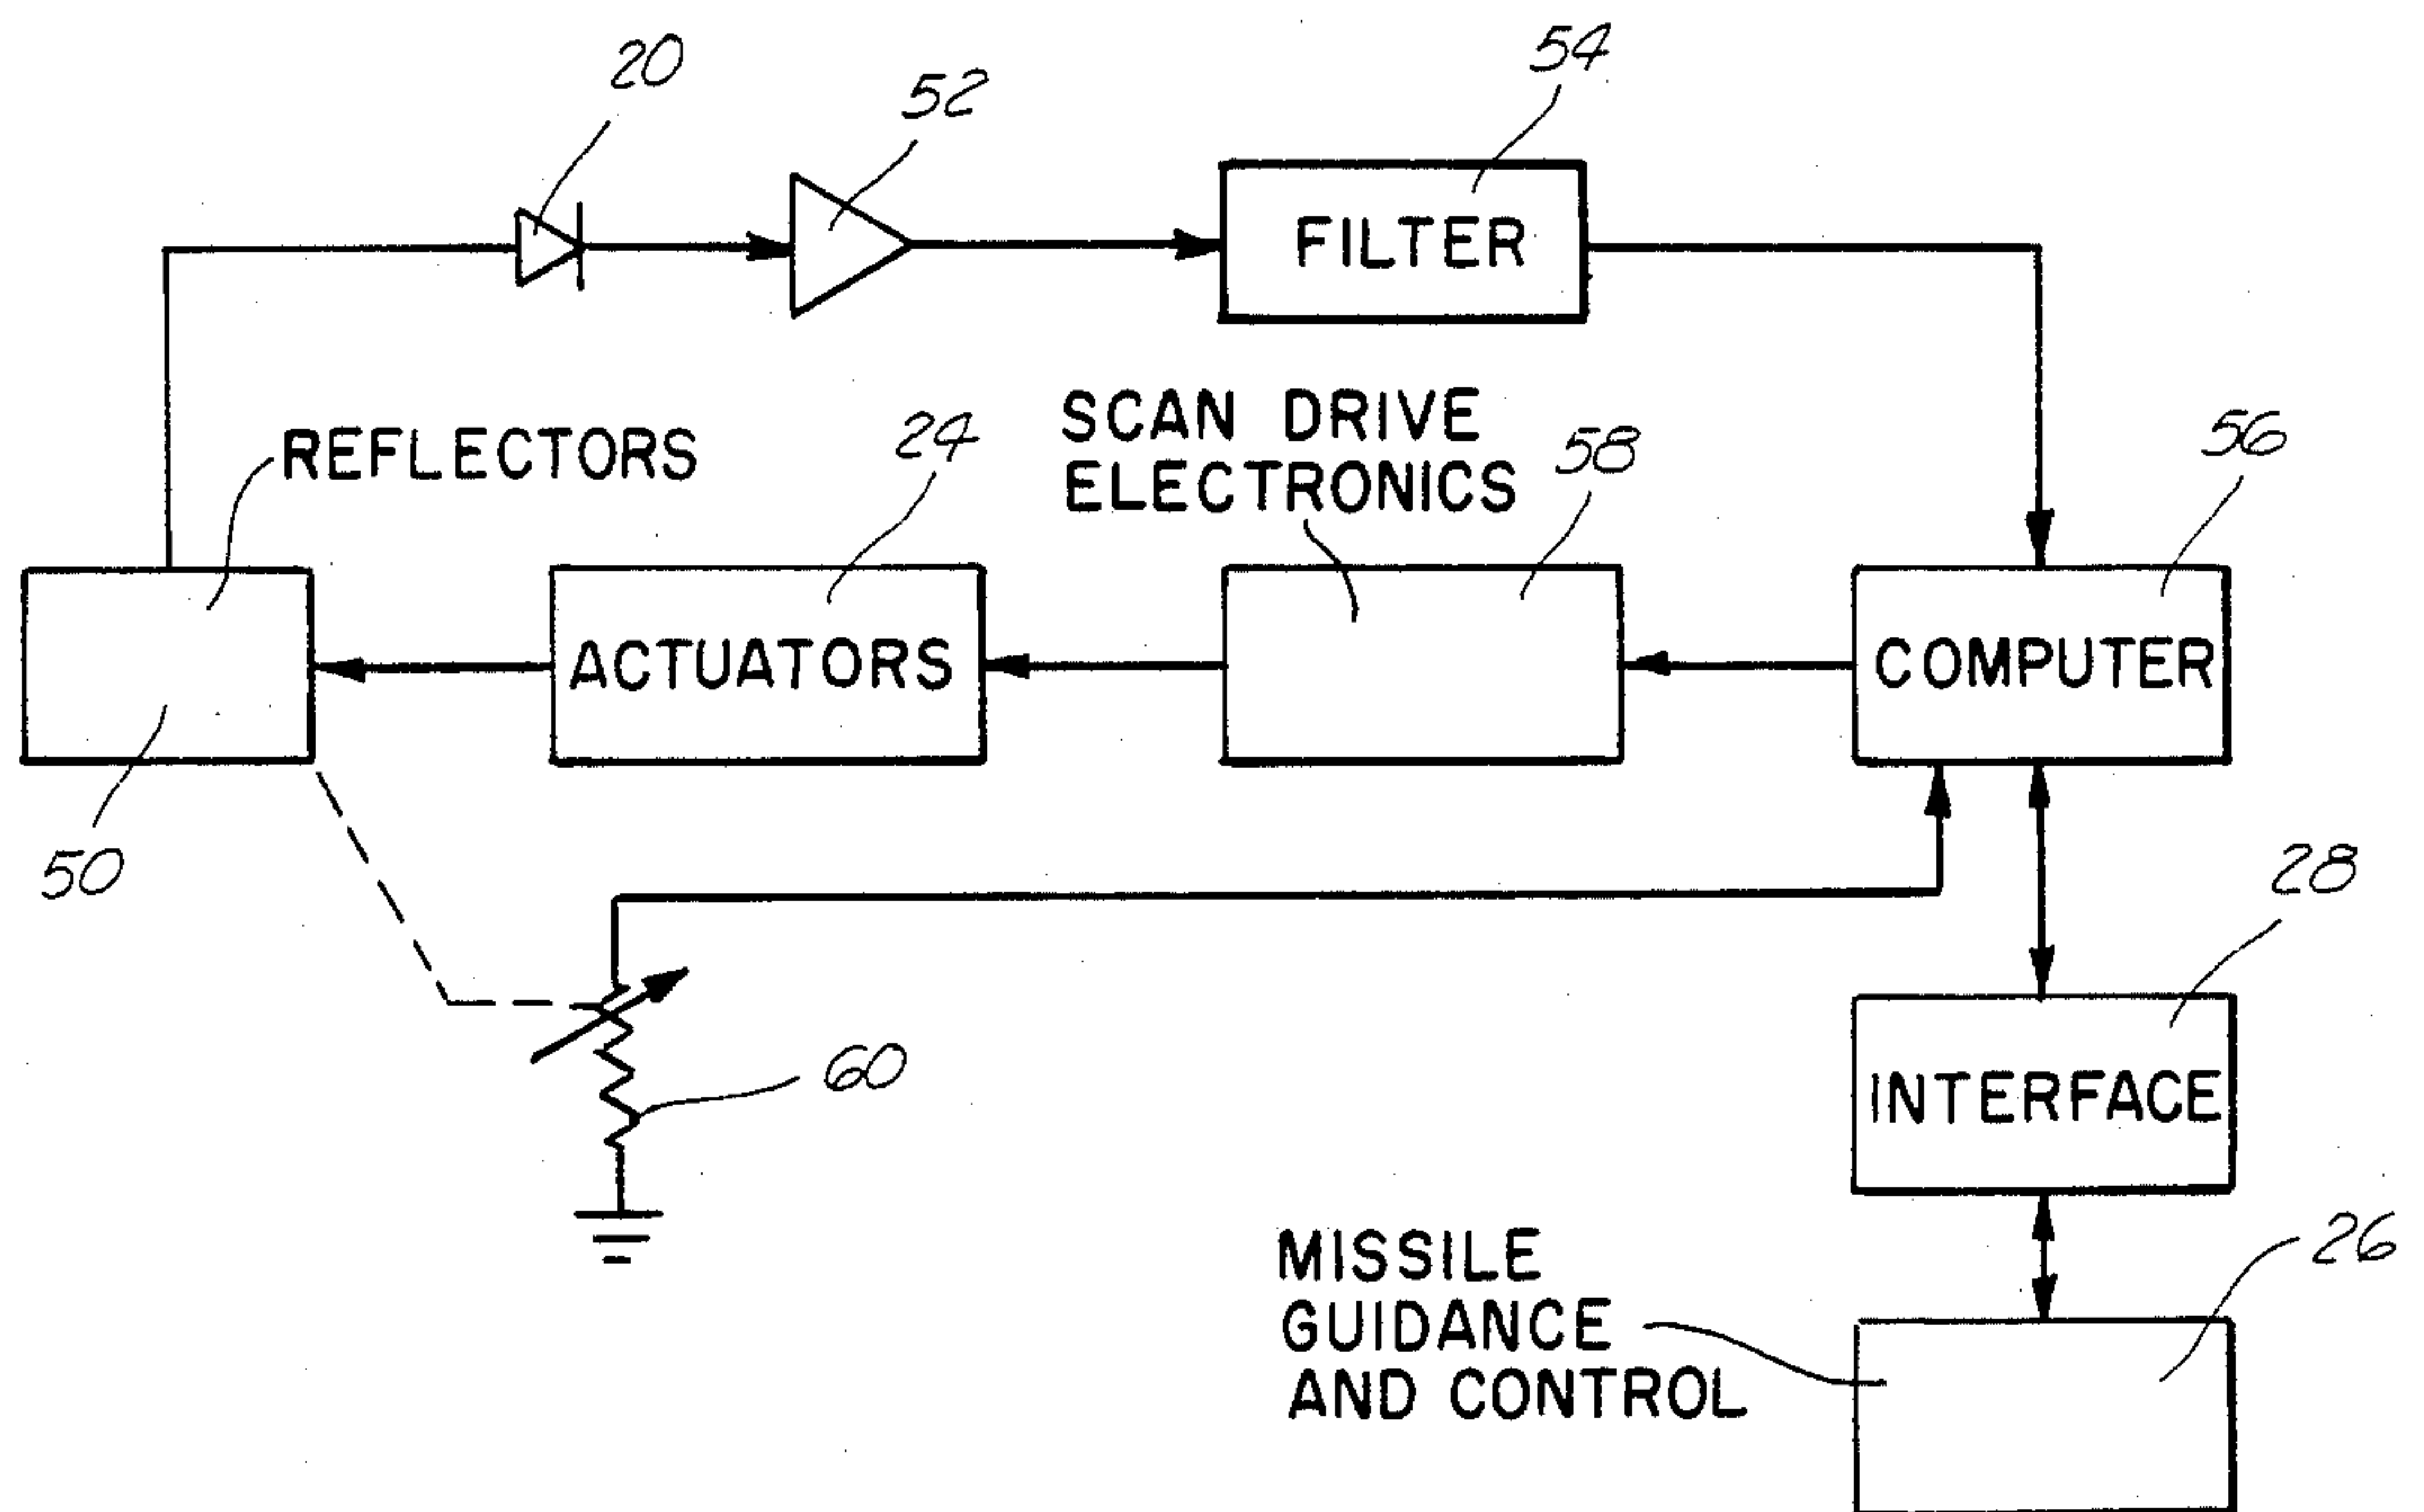 20
52
54
FILTER
REFLECTORS
24
SCAN DRIVE
ELECTRONICS
58
56
ACTUATORS
COMPUTER
50
28
60
INTERFACE
26
MISSILE
GUIDANCE
AND CONTROL